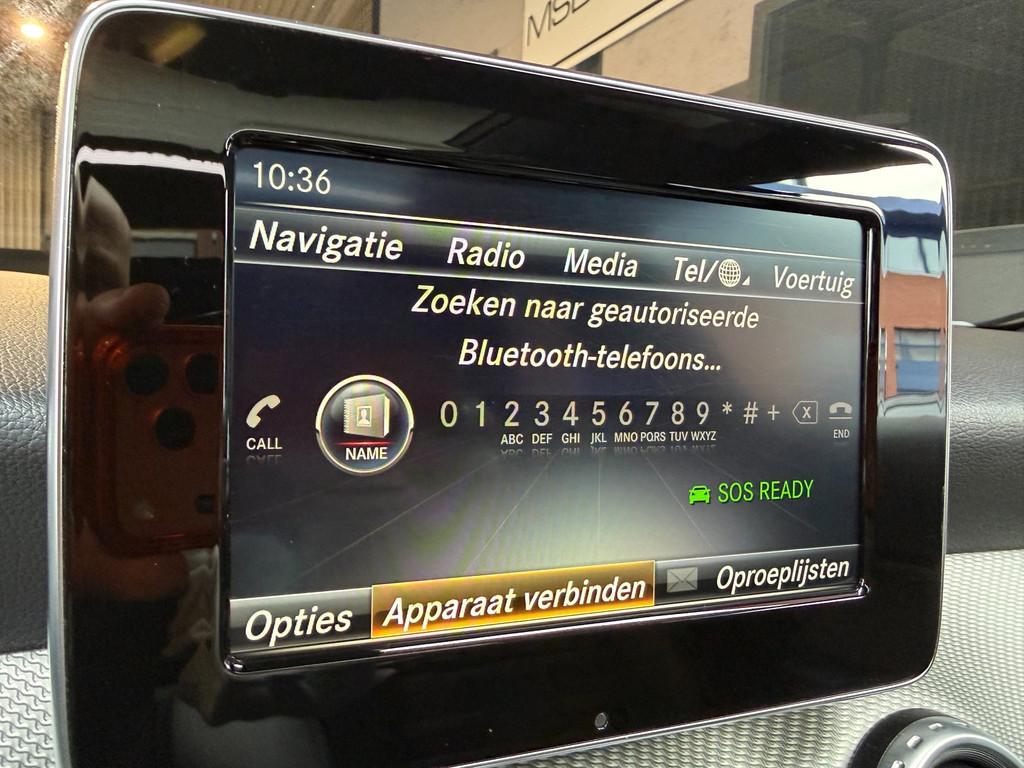 10:36
Navigatie Radio Media Tel/ Voertuig
Zoeken naar geautoriseerde
Bluetooth-telefoons...
0 1 2 3 4 5 6 7 8 9 * # +
ABC DEF GHI JKL MNO PQRS TUV WXYZ
CALL NAME END
SOS READY
Opties Apparaat verbinden Oproeplijsten